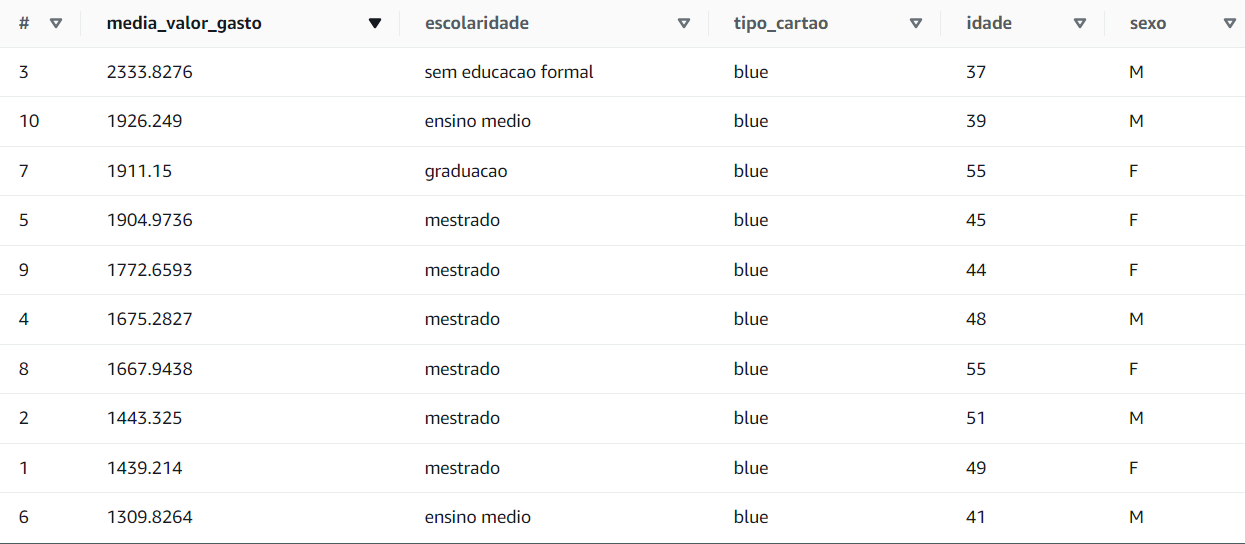 # media_valor_gasto escolaridade tipo_cartao idade sexo
3 2333.8276 sem educacao formal blue 37 M
10 1926.249 ensino medio blue 39 M
7 1911.15 graduacao blue 55 F
5 1904.9736 mestrado blue 45 F
9 1772.6593 mestrado blue 44 F
4 1675.2827 mestrado blue 48 M
8 1667.9438 mestrado blue 55 F
2 1443.325 mestrado blue 51 M
1 1439.214 mestrado blue 49 F
6 1309.8264 ensino medio blue 41 M